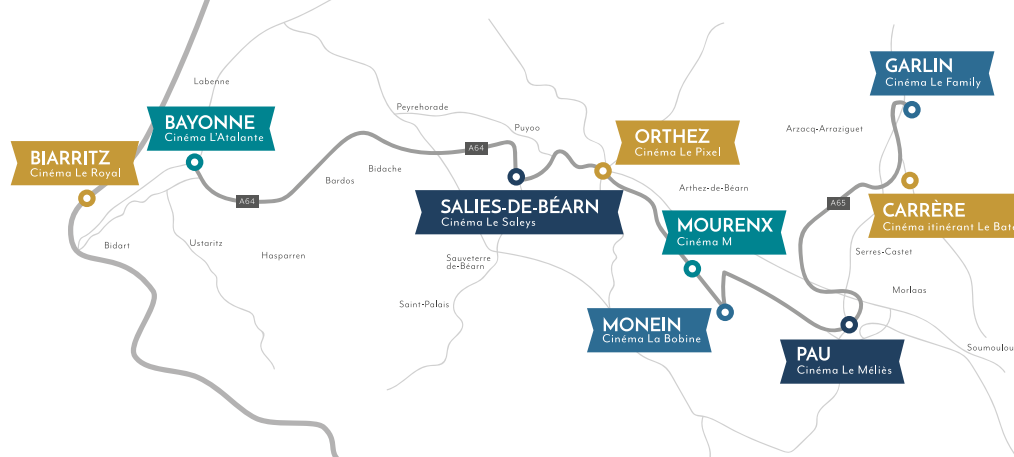 GARLIN
Cinéma Le Family
Labenne
Peyrehorade
BAYONNE
Cinéma L'Atalante
Puyoo
Arzacq-Arraziguet
ORTHEZ
Cinéma Le Pixel
BIARRITZ
Cinéma Le Royal
A64
Bidache
Bardos
Arthez-de-Béarn
A64
A65
SALIES-DE-BÉARN
Cinéma Le Saleys
CARRÈRE
Cinéma itinérant Le Bat
MOURENX
Cinéma M
Bidart
Ustaritz
Hasparren
Serres-Castet
Sauveterre
de-Béarn
Morlaas
Saint-Palais
MONEIN
Cinéma La Bobine
Soumoulou
PAU
Cinéma Le Méliès